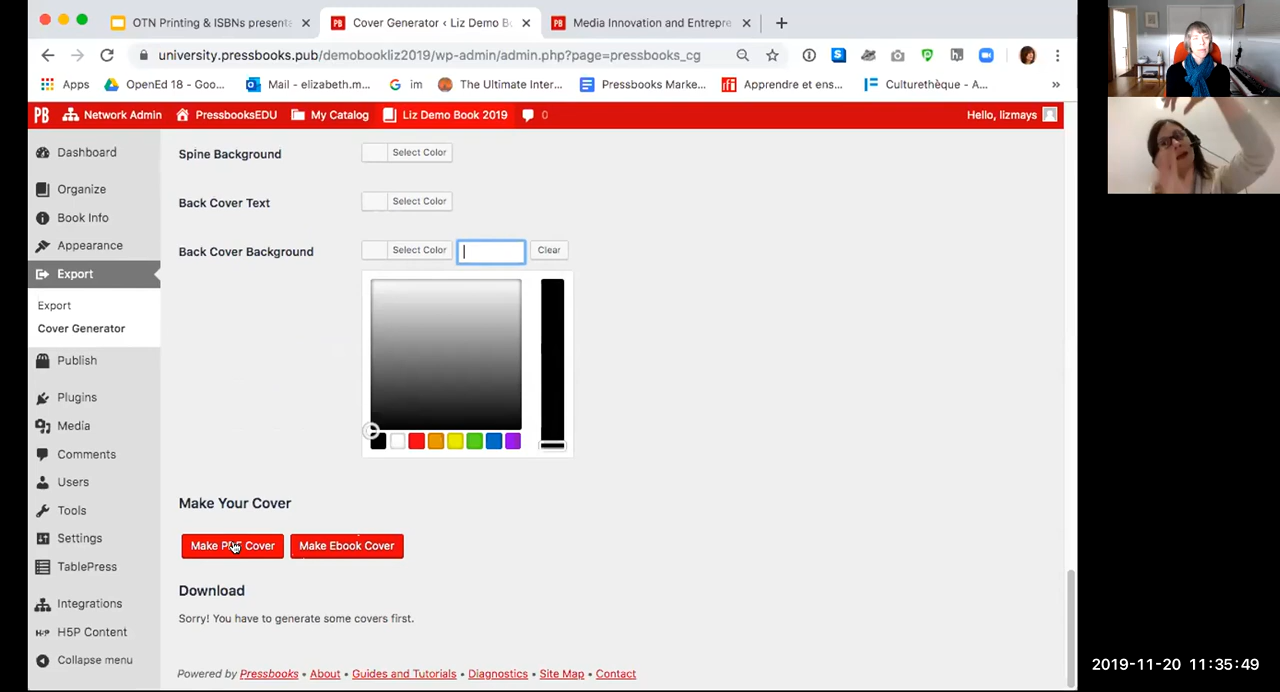 OTN Printing & ISBNs present
Cover Generator ‹ Liz Demo B
Media Innovation and Entrepre
university.pressbooks.pub/demobookliz2019/wp-admin/admin.php?page=pressbooks_cg
Apps
OpenEd 18 - Goo...
Mail - elizabeth.m...
im
The Ultimate Inter...
Pressbooks Marke...
Apprendre et ens...
Culturethèque - A...
»
PB
Network Admin
PressbooksEDU
My Catalog
Liz Demo Book 2019
0
Hello, lizmays
Dashboard
Organize
Book Info
Appearance
Export
Export
Cover Generator
Publish
Plugins
Media
Comments
Users
Tools
Settings
TablePress
Integrations
H5P Content
Collapse menu
Spine Background
Select Color
Back Cover Text
Select Color
Back Cover Background
Select Color
Clear
Make Your Cover
Make PDF Cover
Make Ebook Cover
Download
Sorry! You have to generate some covers first.
Powered by Pressbooks • About • Guides and Tutorials • Diagnostics • Site Map • Contact
2019-11-20 11:35:49